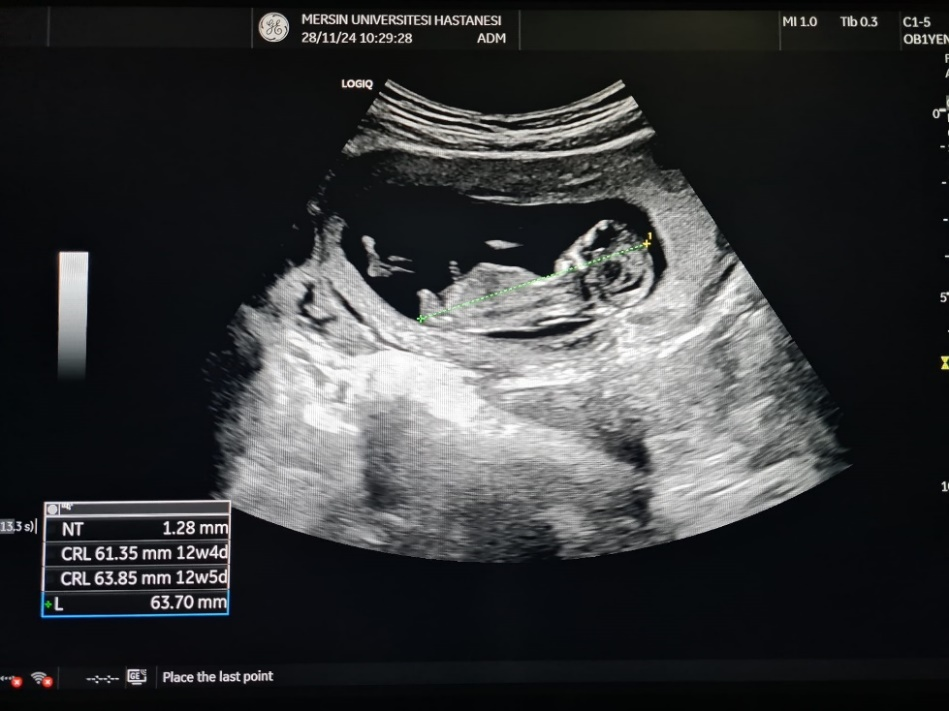 MERSIN UNIVERSITESI HASTANESI
28/11/24 10:29:28 ADM
MI 1.0 TIb 0.3 C1-5
OB1YEN
LOGIQ
0
5
10
13.3 s)
NT 1.28 mm
CRL 61.35 mm 12w4d
CRL 63.85 mm 12w5d
L 63.70 mm
Place the last point